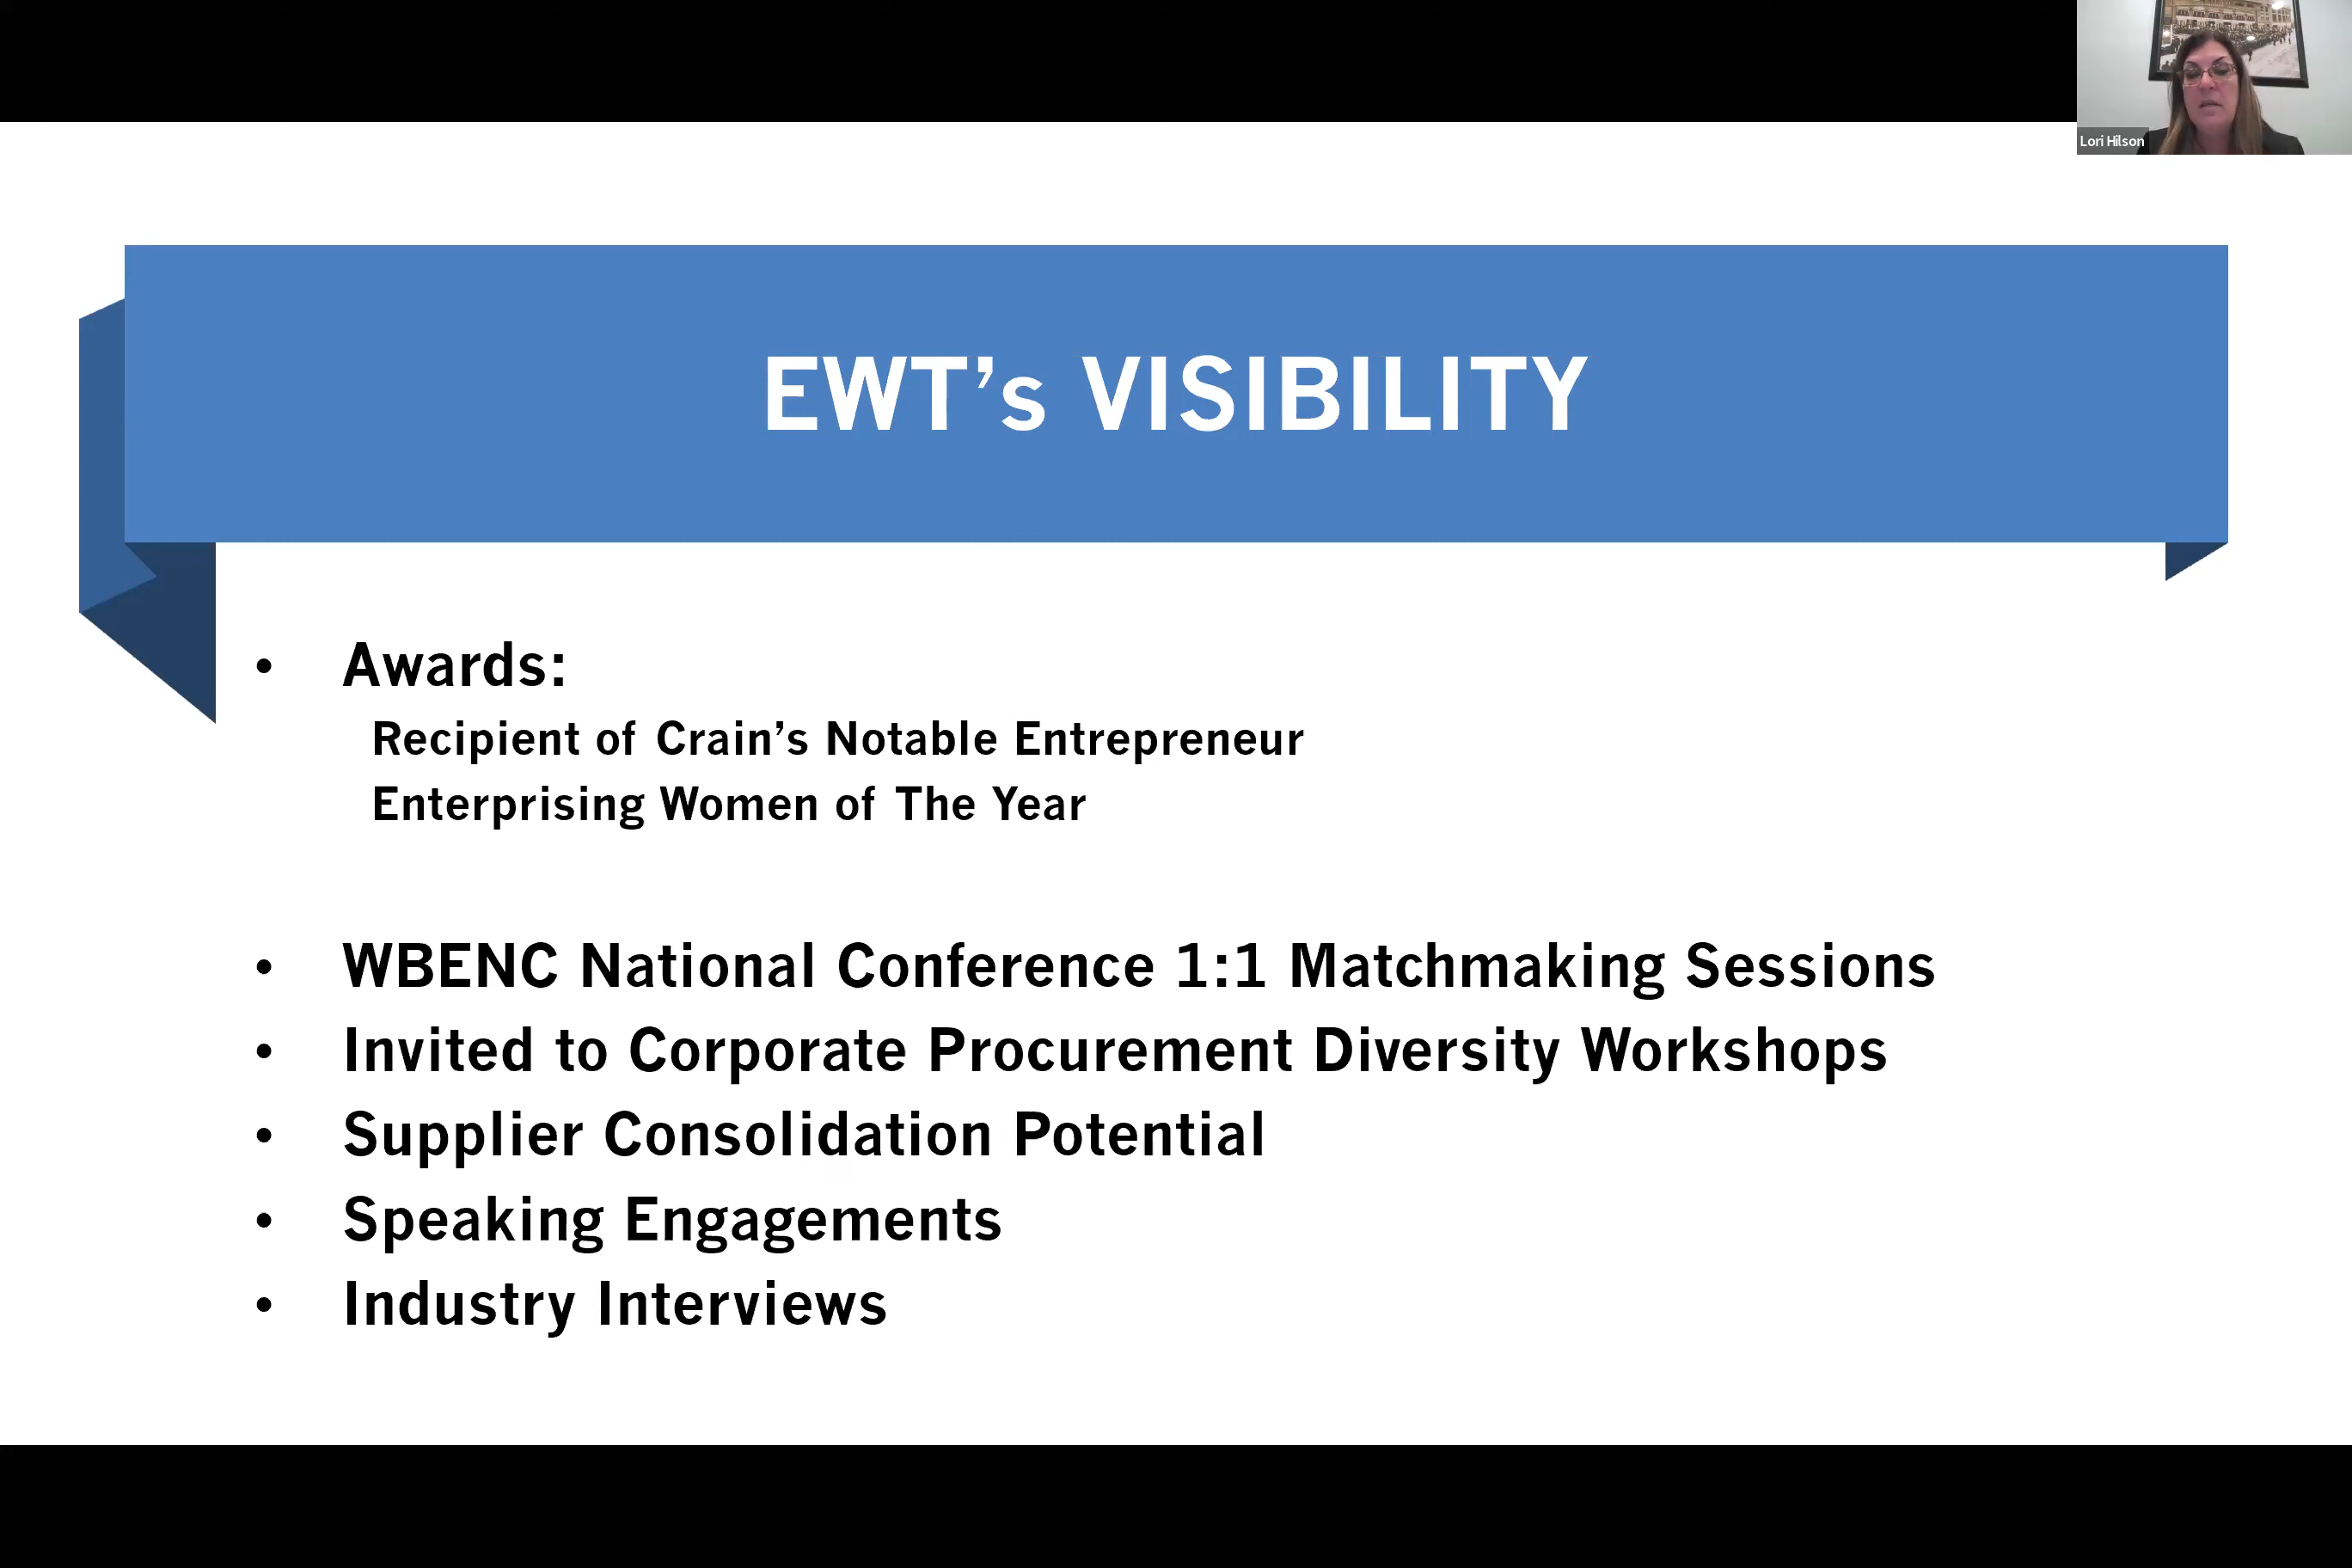 Lori Hilson
EWT’s VISIBILITY
• Awards:
Recipient of Crain’s Notable Entrepreneur
Enterprising Women of The Year
• WBENC National Conference 1:1 Matchmaking Sessions
• Invited to Corporate Procurement Diversity Workshops
• Supplier Consolidation Potential
• Speaking Engagements
• Industry Interviews